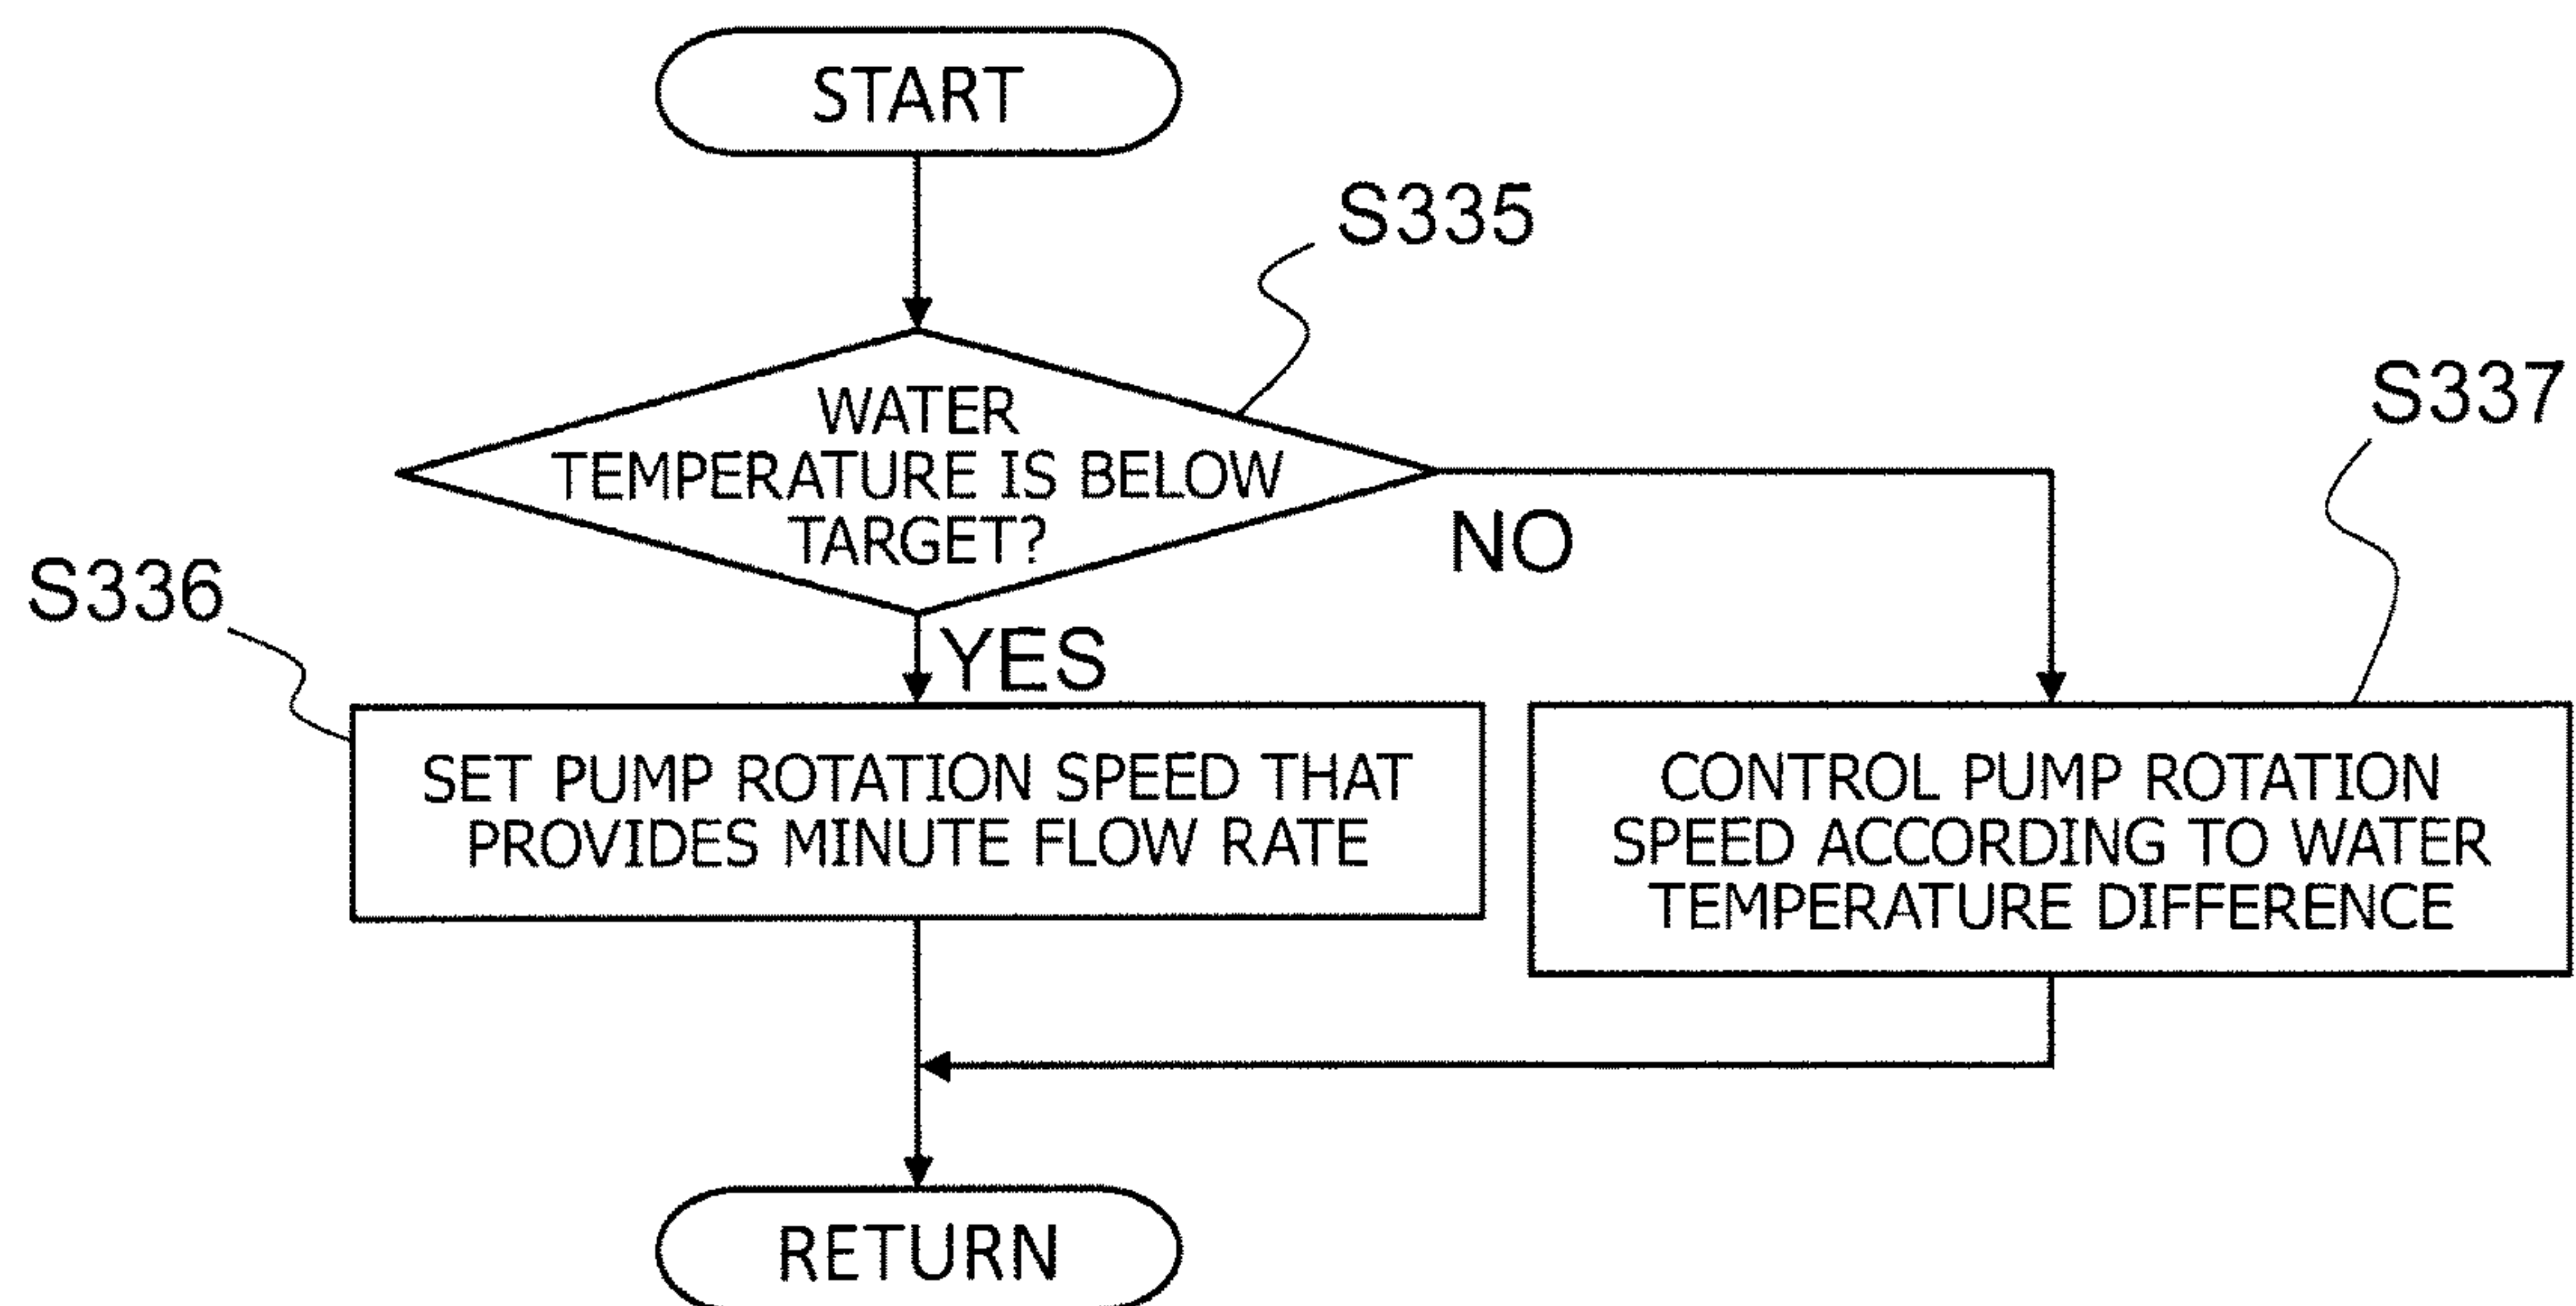 START
S335
WATER
TEMPERATURE IS BELOW
TARGET?
NO
S337
S336
YES
SET PUMP ROTATION SPEED THAT
PROVIDES MINUTE FLOW RATE
CONTROL PUMP ROTATION
SPEED ACCORDING TO WATER
TEMPERATURE DIFFERENCE
RETURN